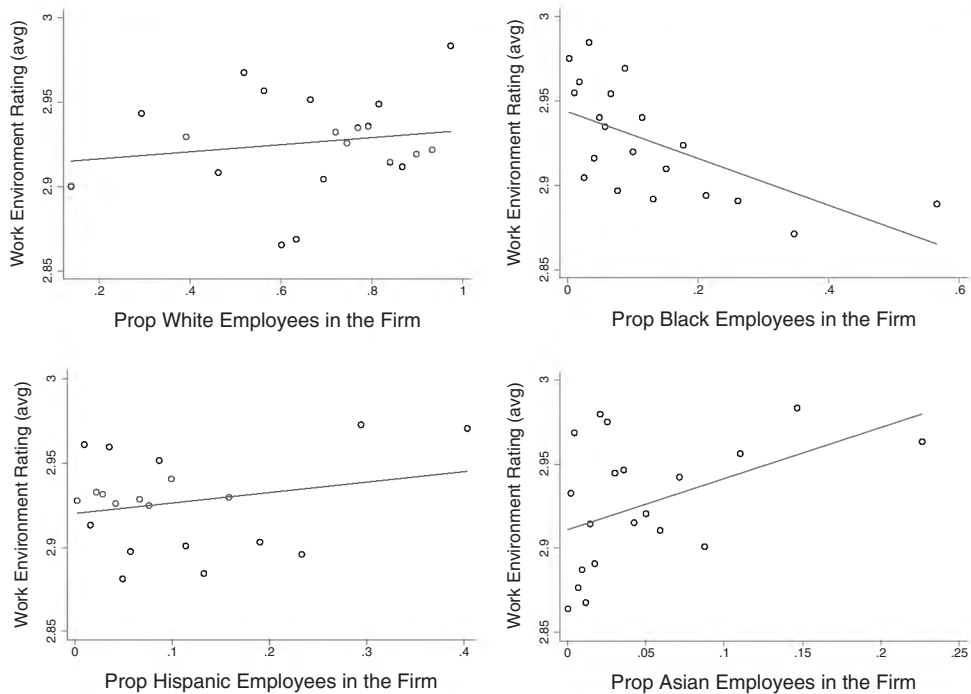 Work Environment Rating (avg)
3
2.95
2.9
2.85
.2 .4 .6 .8 1
Prop White Employees in the Firm
Work Environment Rating (avg)
3
2.95
2.9
2.85
0 .2 .4 .6
Prop Black Employees in the Firm
Work Environment Rating (avg)
3
2.95
2.9
2.85
0 .1 .2 .3 .4
Prop Hispanic Employees in the Firm
Work Environment Rating (avg)
3
2.95
2.9
2.85
0 .05 .1 .15 .2 .25
Prop Asian Employees in the Firm